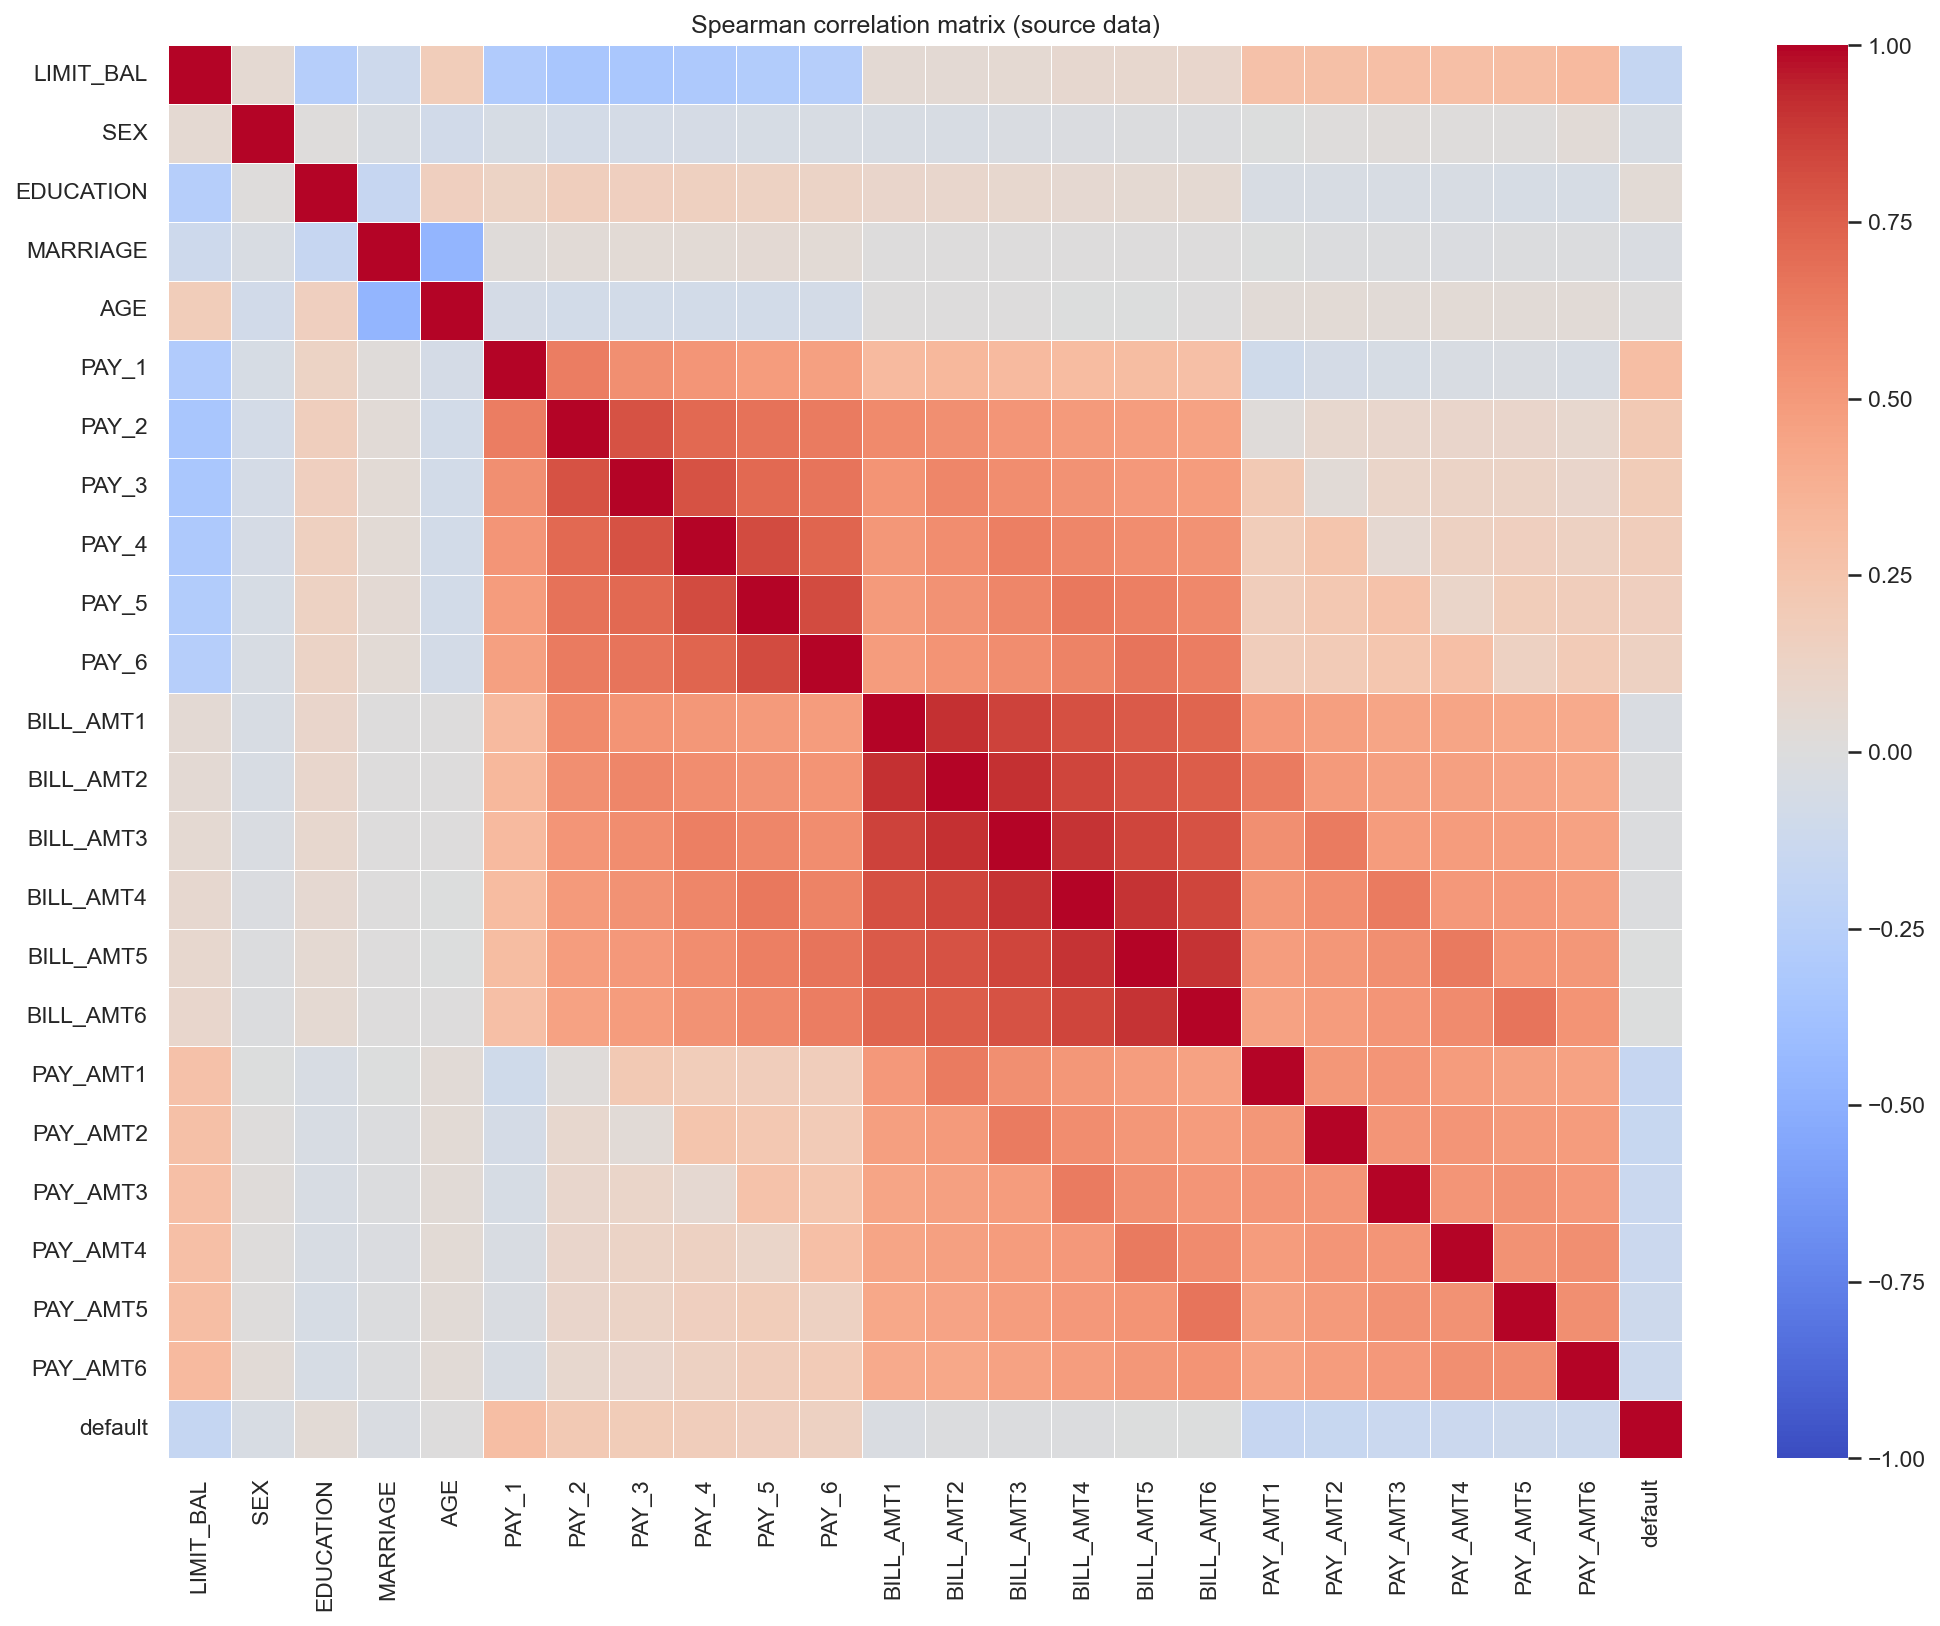 Spearman correlation matrix (source data)
LIMIT_BAL
SEX
EDUCATION
MARRIAGE
AGE
PAY_1
PAY_2
PAY_3
PAY_4
PAY_5
PAY_6
BILL_AMT1
BILL_AMT2
BILL_AMT3
BILL_AMT4
BILL_AMT5
BILL_AMT6
PAY_AMT1
PAY_AMT2
PAY_AMT3
PAY_AMT4
PAY_AMT5
PAY_AMT6
default
LIMIT_BAL
SEX
EDUCATION
MARRIAGE
AGE
PAY_1
PAY_2
PAY_3
PAY_4
PAY_5
PAY_6
BILL_AMT1
BILL_AMT2
BILL_AMT3
BILL_AMT4
BILL_AMT5
BILL_AMT6
PAY_AMT1
PAY_AMT2
PAY_AMT3
PAY_AMT4
PAY_AMT5
PAY_AMT6
default
1.00
0.75
0.50
0.25
0.00
−0.25
−0.50
−0.75
−1.00